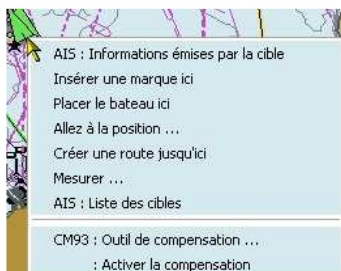 AIS : Informations émises par la cible
Insérer une marque ici
Placer le bateau ici
Allez à la position ...
Créer une route jusqu'ici
Mesurer ...
AIS : Liste des cibles
CM93 : Outil de compensation ...
: Activer la compensation